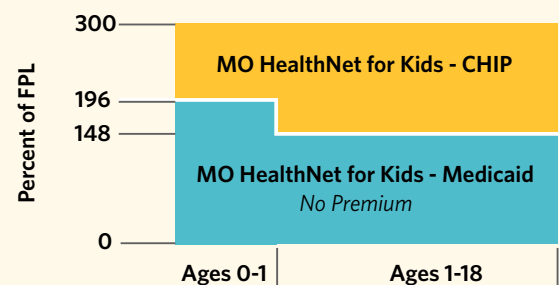 300
MO HealthNet for Kids - CHIP
Percent of FPL
196
148
MO HealthNet for Kids - Medicaid
No Premium
0
Ages 0-1
Ages 1-18